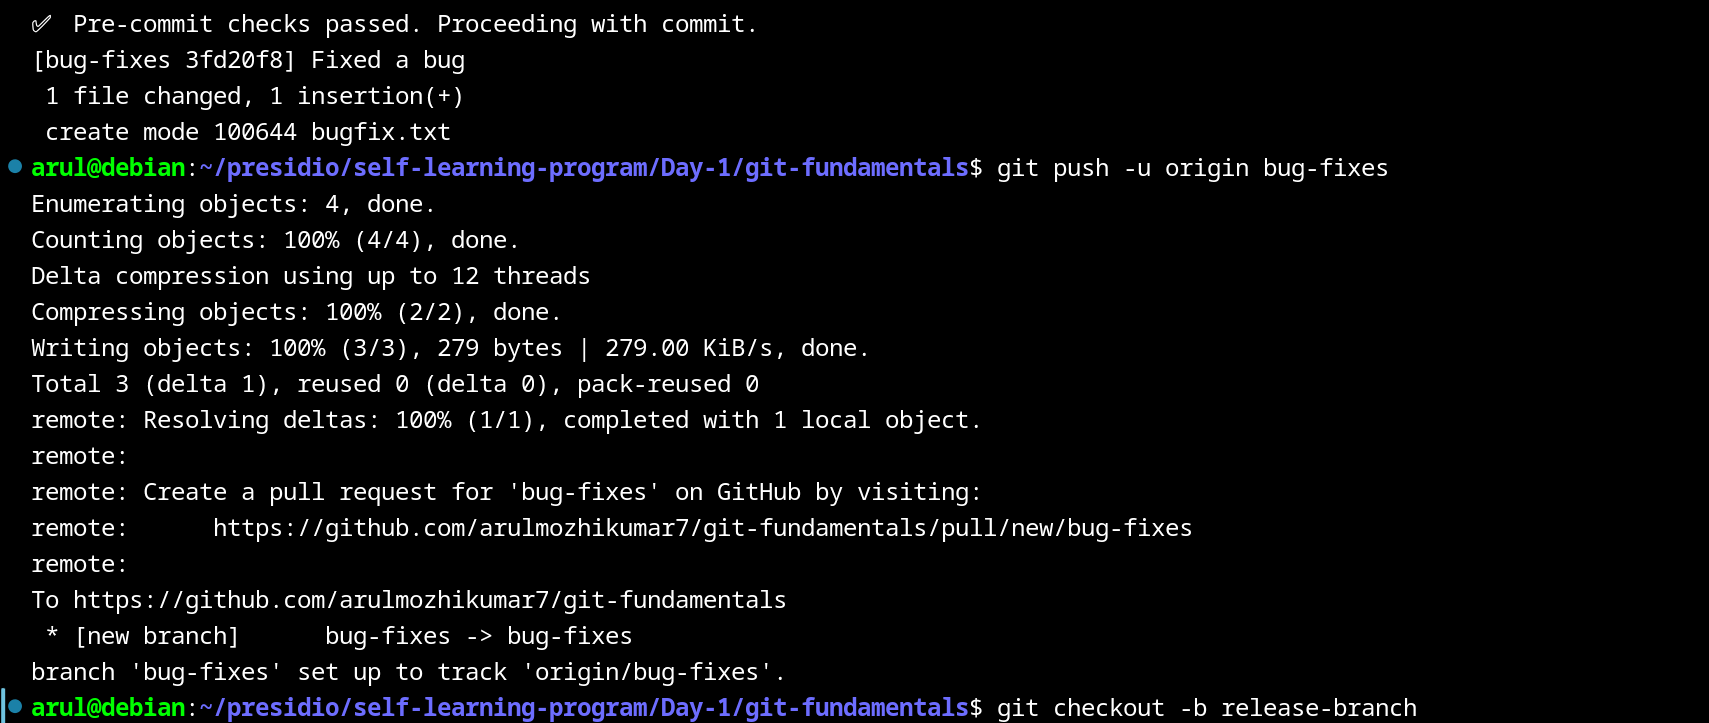 ✅ Pre-commit checks passed. Proceeding with commit.
[bug-fixes 3fd20f8] Fixed a bug
 1 file changed, 1 insertion(+)
 create mode 100644 bugfix.txt
arul@debian:~/presidio/self-learning-program/Day-1/git-fundamentals$ git push -u origin bug-fixes
Enumerating objects: 4, done.
Counting objects: 100% (4/4), done.
Delta compression using up to 12 threads
Compressing objects: 100% (2/2), done.
Writing objects: 100% (3/3), 279 bytes | 279.00 KiB/s, done.
Total 3 (delta 1), reused 0 (delta 0), pack-reused 0
remote: Resolving deltas: 100% (1/1), completed with 1 local object.
remote:
remote: Create a pull request for 'bug-fixes' on GitHub by visiting:
remote:      https://github.com/arulmozhikumar7/git-fundamentals/pull/new/bug-fixes
remote:
To https://github.com/arulmozhikumar7/git-fundamentals
 * [new branch]      bug-fixes -> bug-fixes
branch 'bug-fixes' set up to track 'origin/bug-fixes'.
arul@debian:~/presidio/self-learning-program/Day-1/git-fundamentals$ git checkout -b release-branch